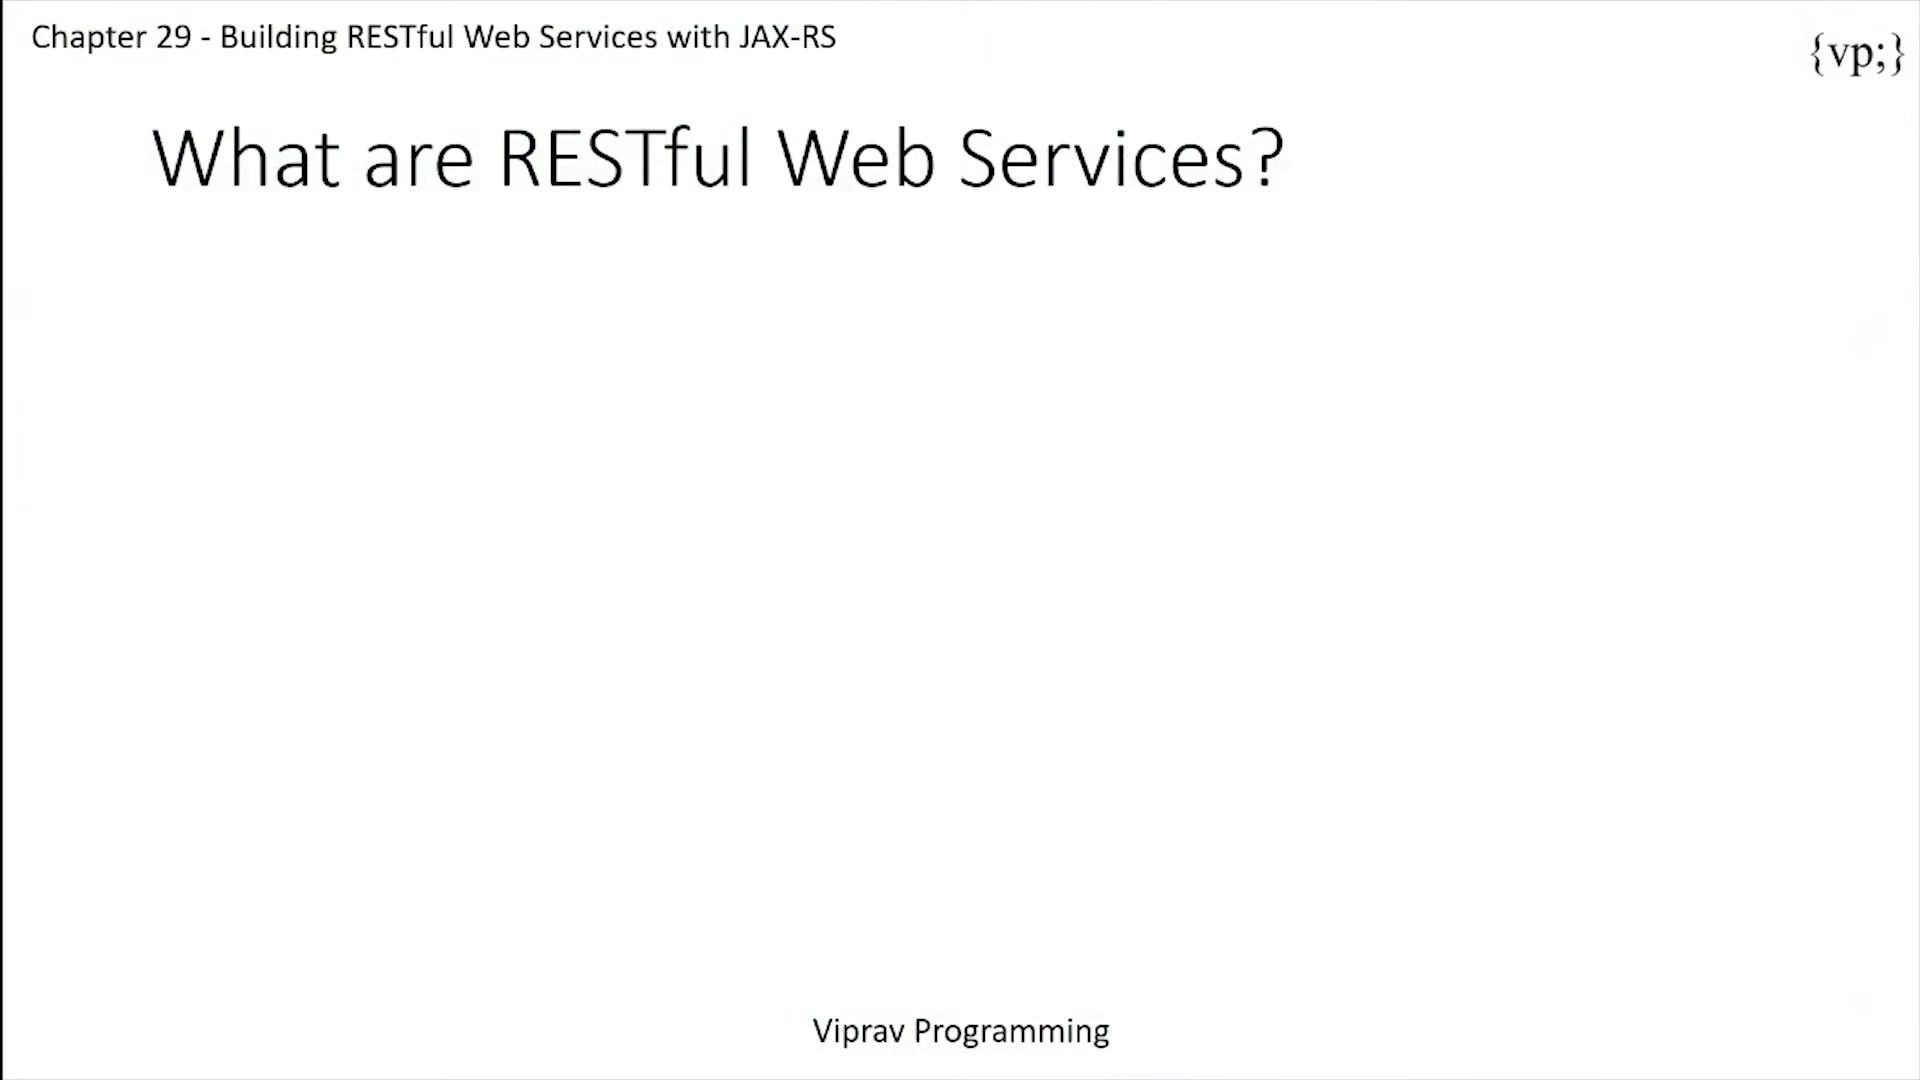 Chapter 29 - Building RESTful Web Services with JAX-RS
{vp;}
What are RESTful Web Services?
Viprav Programming